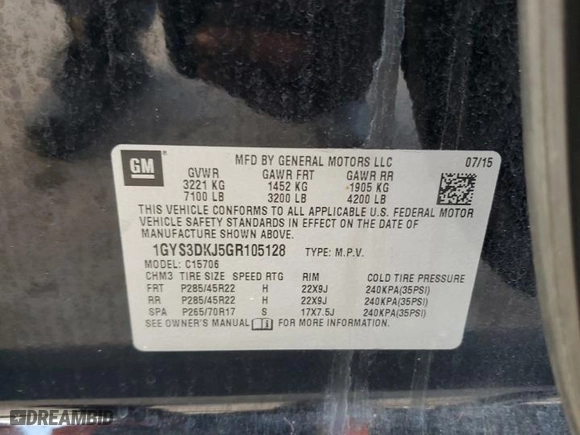 GM
MFD BY GENERAL MOTORS LLC 07/15
GVWR GAWR FRT GAWR RR
3221 KG 1452 KG 1905 KG
7100 LB 3200 LB 4200 LB
THIS VEHICLE CONFORMS TO ALL APPLICABLE U.S. FEDERAL MOTOR
VEHICLE SAFETY STANDARDS IN EFFECT ON THE DATE OF
MANUFACTURE SHOWN ABOVE.
1GYS3DKJ5GR105128 TYPE: M.P.V.
MODEL: C15706
CHM3 TIRE SIZE SPEED RTG RIM COLD TIRE PRESSURE
FRT P285/45R22 H 22X9J 240KPA(35PSI)
RR P285/45R22 H 22X9J 240KPA(35PSI)
SPA P265/70R17 S 17X7.5J 240KPA(35PSI)
SEE OWNER'S MANUAL FOR MORE INFORMATION
DREAMBID